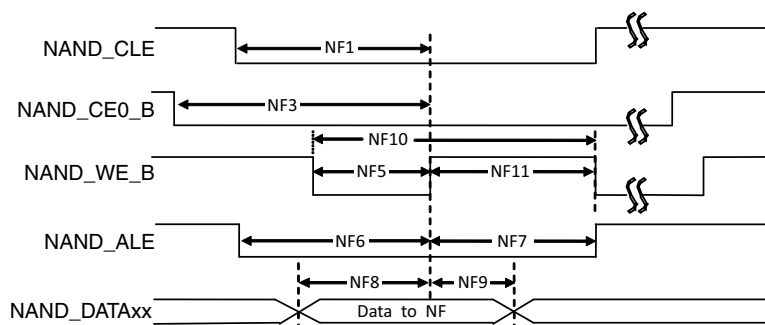 NAND_CLE
NF1
NAND_CE0_B
NF3
NF10
NAND_WE_B
NF5
NF11
NAND_ALE
NF6
NF7
NF8
NF9
NAND_DATAxx
Data to NF